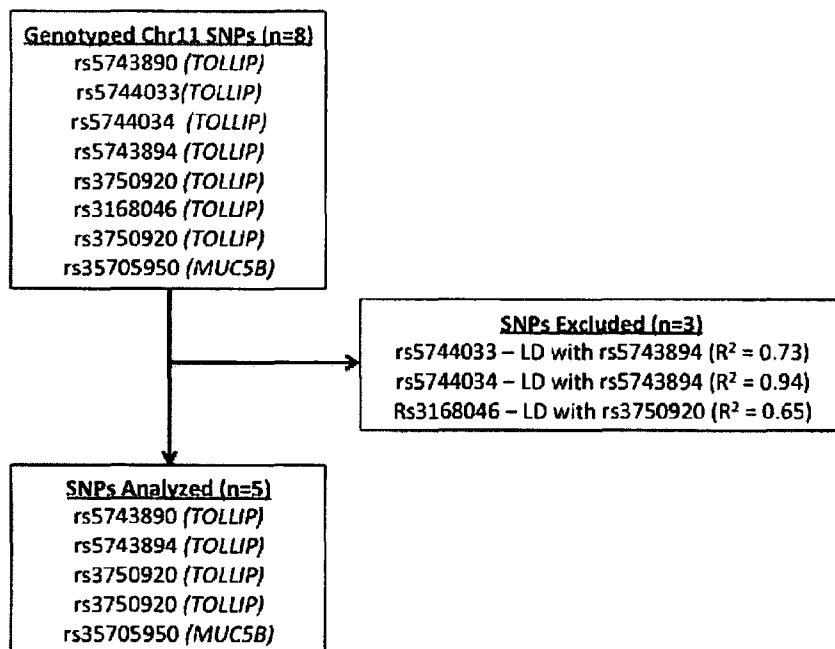 Genotyped Chr11 SNPs (n=8)
rs5743890 (TOLLIP)
rs5744033(TOLLIP)
rs5744034 (TOLLIP)
rs5743894 (TOLLIP)
rs3750920 (TOLLIP)
rs3168046 (TOLLIP)
rs3750920 (TOLLIP)
rs35705950 (MUC5B)
SNPs Excluded (n=3)
rs5744033 – LD with rs5743894 (R² = 0.73)
rs5744034 – LD with rs5743894 (R² = 0.94)
Rs3168046 – LD with rs3750920 (R² = 0.65)
SNPs Analyzed (n=5)
rs5743890 (TOLLIP)
rs5743894 (TOLLIP)
rs3750920 (TOLLIP)
rs3750920 (TOLLIP)
rs35705950 (MUC5B)